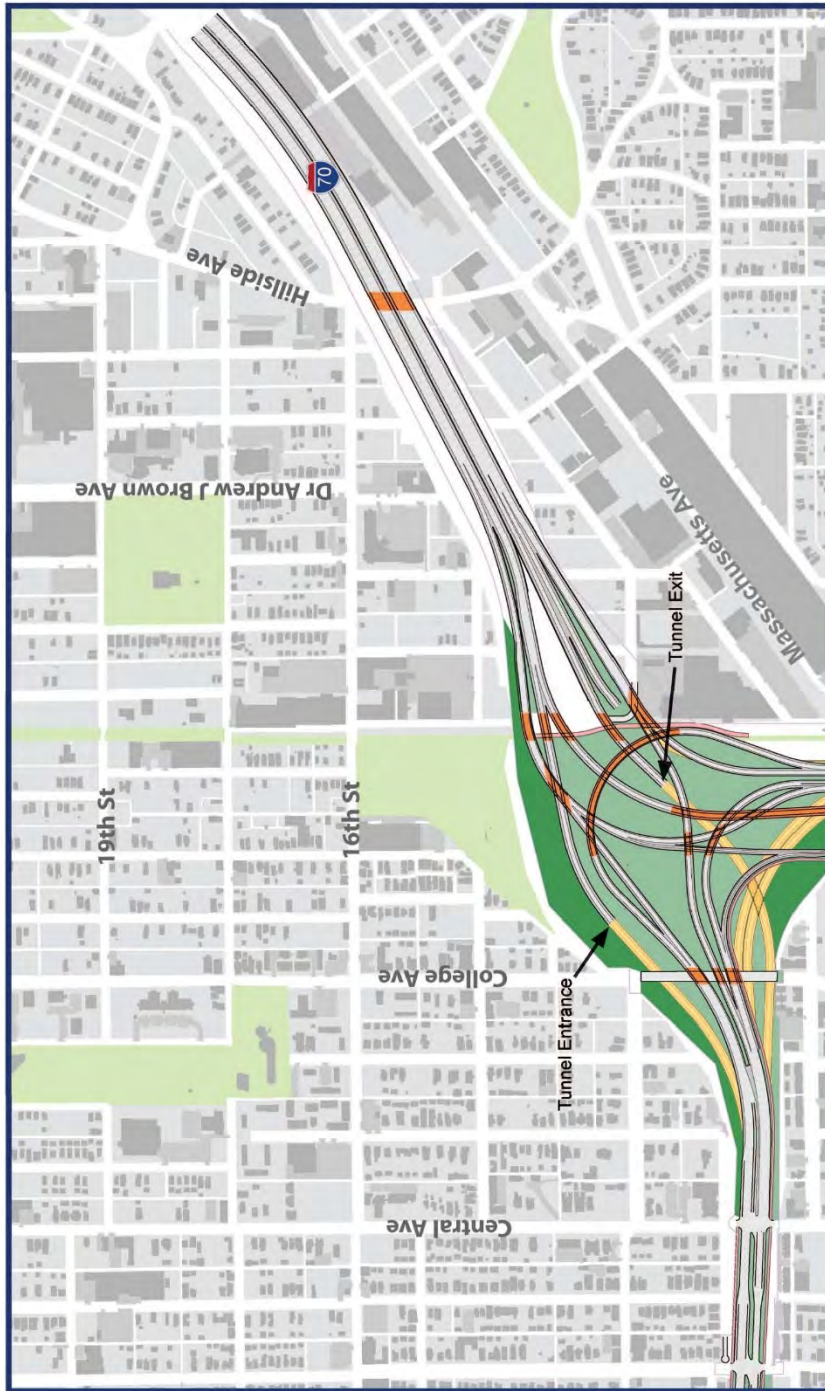 70
Hillside Ave
Dr Andrew J Brown Ave
Massachusetts Ave
Tunnel Exit
19th St
16th St
College Ave
Tunnel Entrance
Central Ave